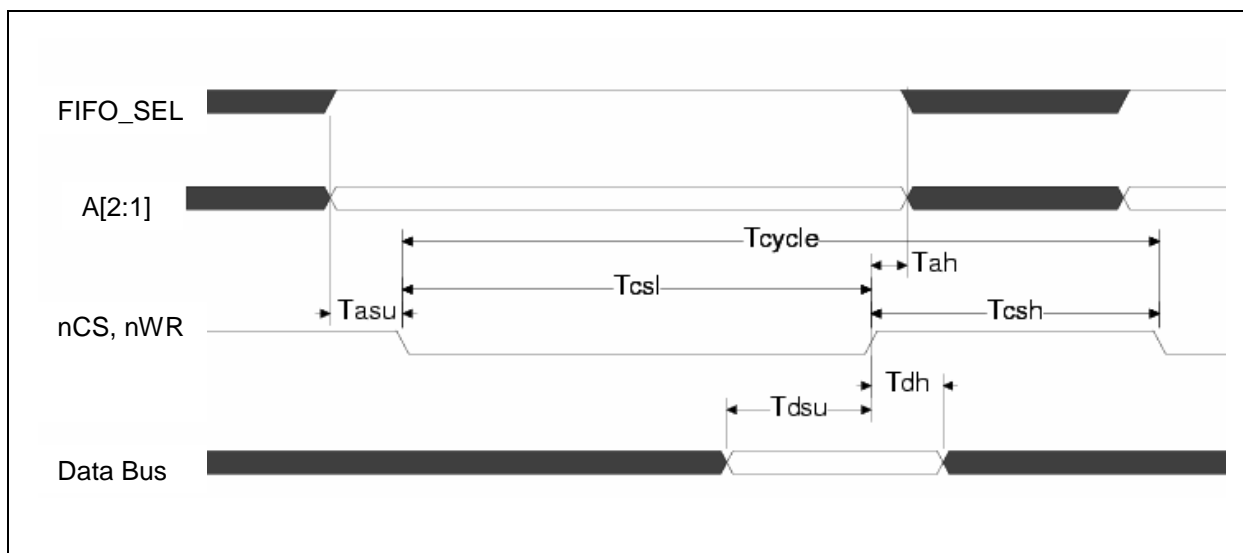 FIFO_SEL
A[2:1]
Tcycle
Tah
Tcsl
Tasu
Tcsh
nCS, nWR
Tdh
Tdsu
Data Bus